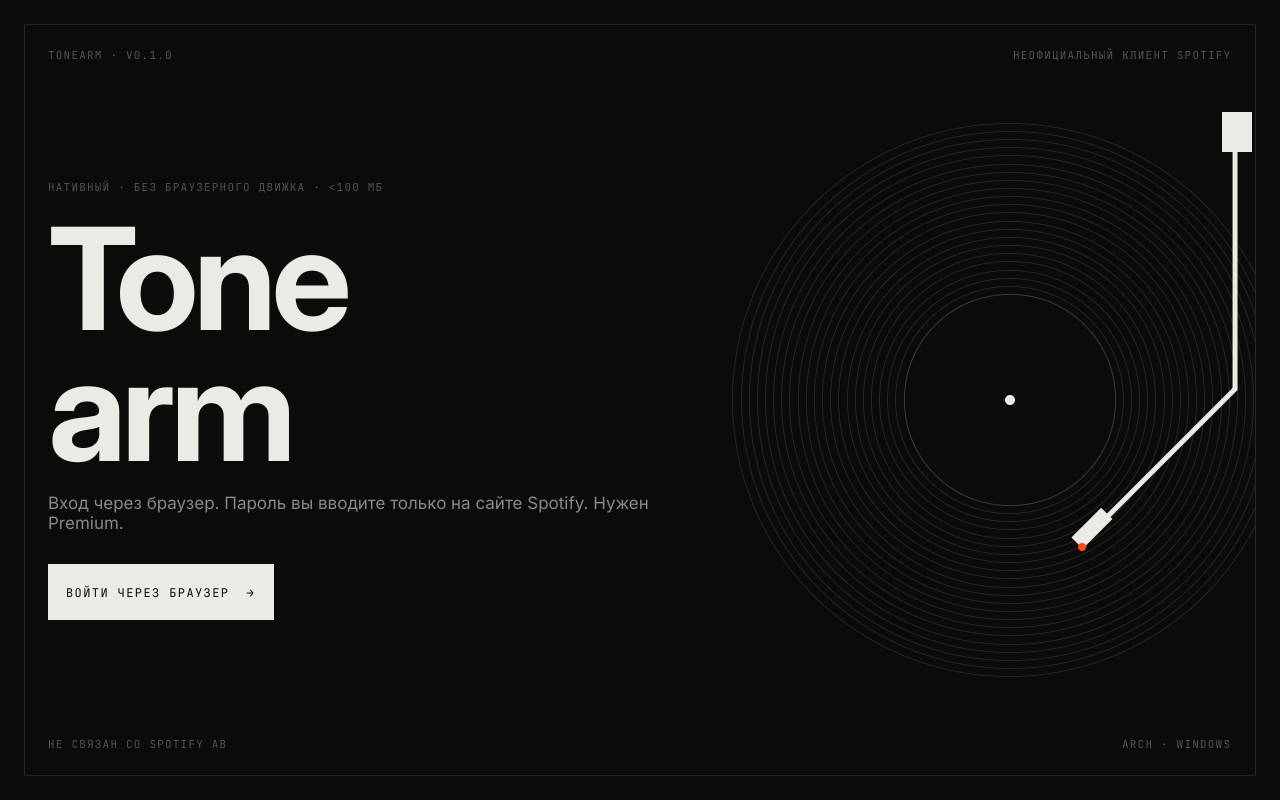 TONEARM · V0.1.0
НЕОФИЦИАЛЬНЫЙ КЛИЕНТ SPOTIFY
НАТИВНЫЙ · БЕЗ БРАУЗЕРНОГО ДВИЖКА · <100 МБ
Tone
arm
Вход через браузер. Пароль вы вводите только на сайте Spotify. Нужен
Premium.
ВОЙТИ ЧЕРЕЗ БРАУЗЕР →
НЕ СВЯЗАН СО SPOTIFY AB
ARCH · WINDOWS